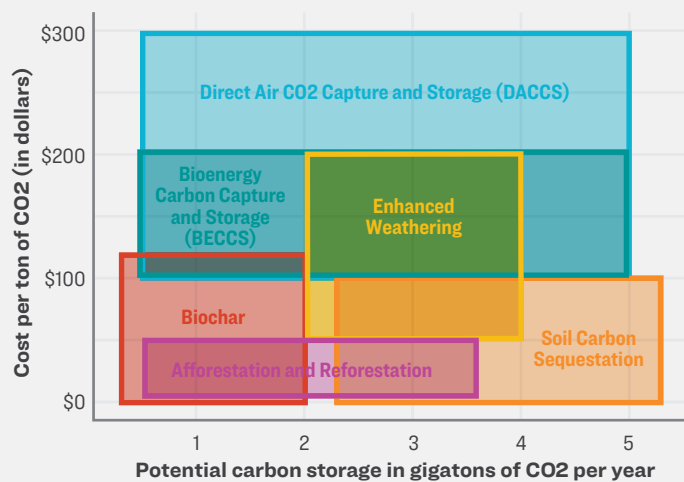 $300
$200
$100
$0
Cost per ton of CO2 (in dollars)
Direct Air CO2 Capture and Storage (DACCS)
Bioenergy
Carbon Capture
and Storage
(BECCS)
Enhanced
Weathering
Biochar
Soil Carbon
Sequestation
Afforestation and Reforestation
1 2 3 4 5
Potential carbon storage in gigatons of CO2 per year